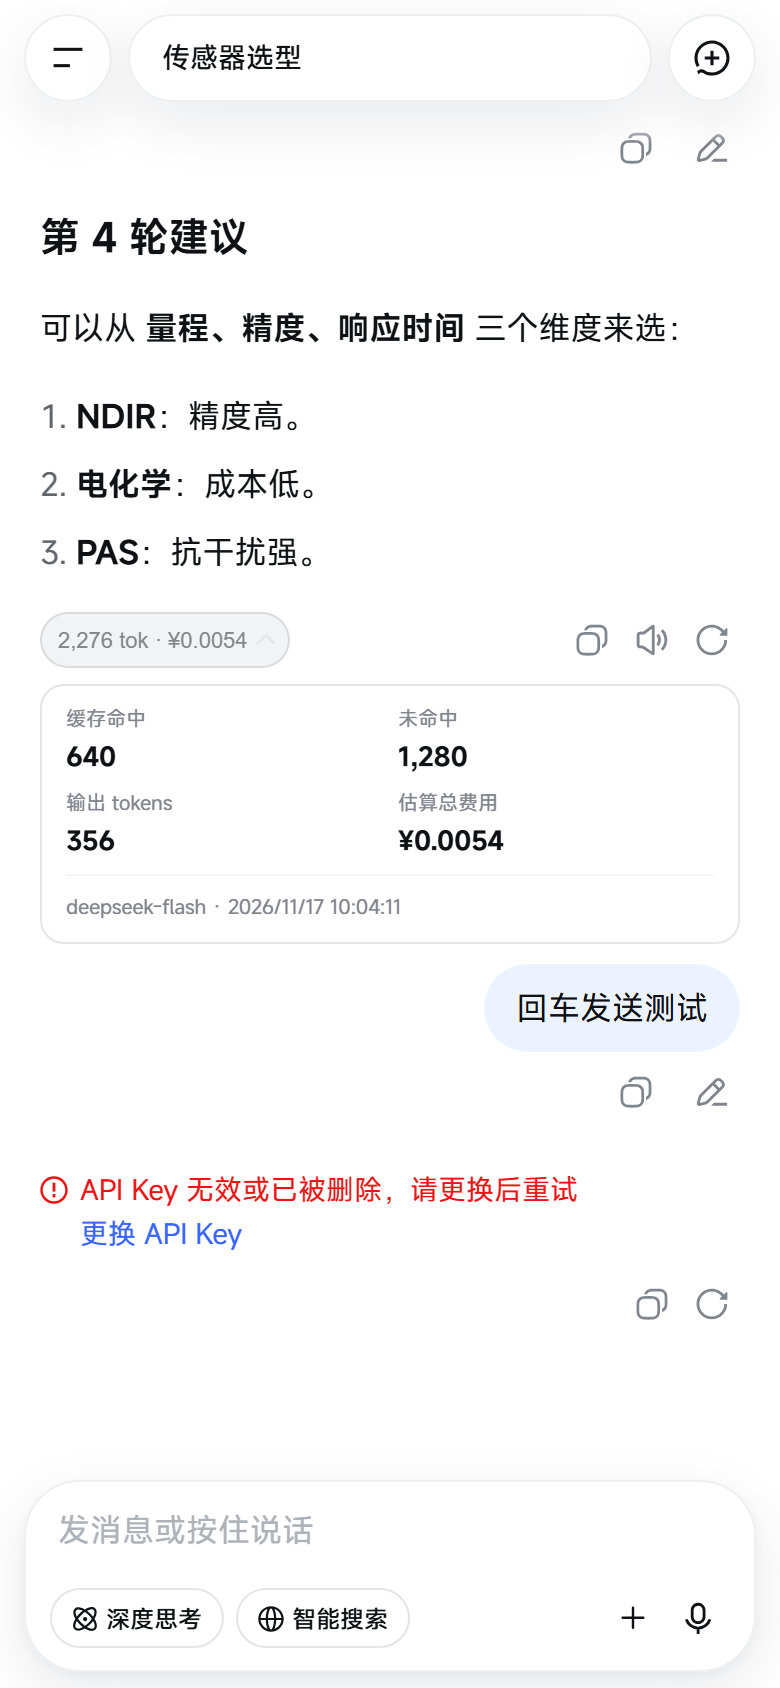 传感器选型
第 4 轮建议
可以从 量程、精度、响应时间 三个维度来选：
1. NDIR：精度高。
2. 电化学：成本低。
3. PAS：抗干扰强。
2,276 tok · ¥0.0054
缓存命中 未命中
640 1,280
输出 tokens 估算总费用
356 ¥0.0054
deepseek-flash · 2026/11/17 10:04:11
回车发送测试
API Key 无效或已被删除，请更换后重试
更换 API Key
发消息或按住说话
深度思考 智能搜索